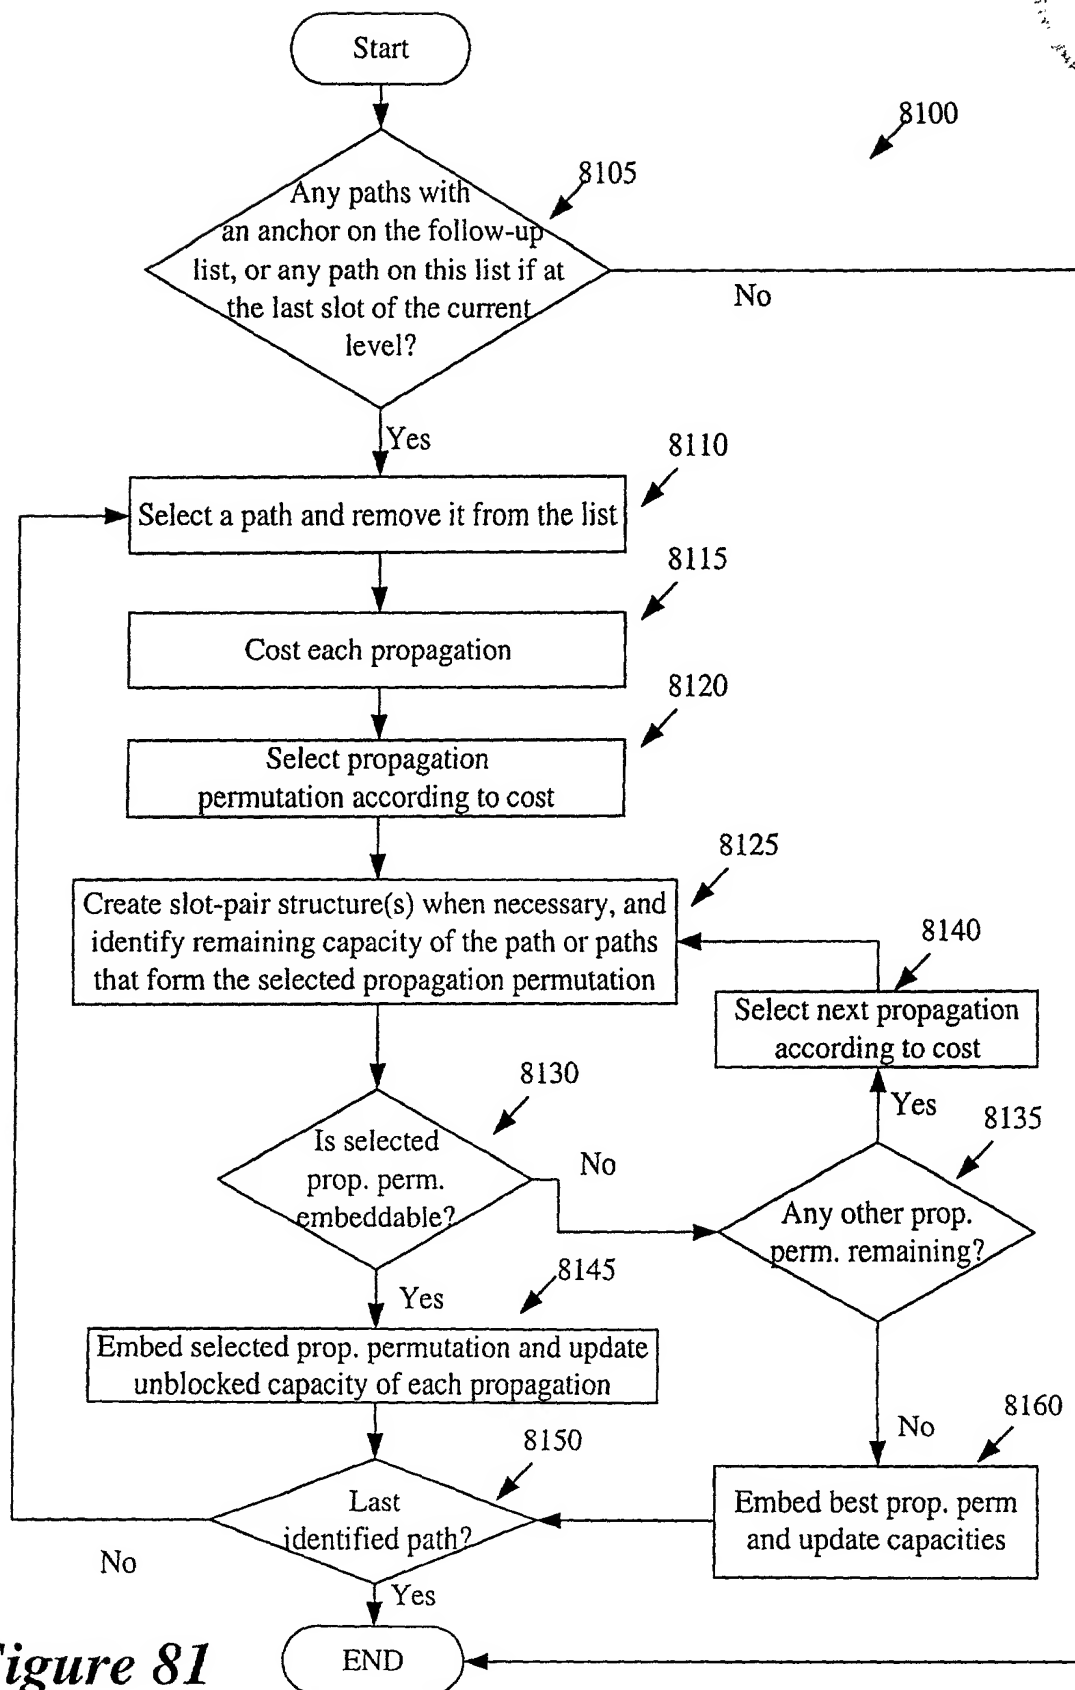 Start
8100
8105
Any paths with
an anchor on the follow-up
list, or any path on this list if at
the last slot of the current
level?
No
Yes
8110
Select a path and remove it from the list
8115
Cost each propagation
8120
Select propagation
permutation according to cost
8125
Create slot-pair structure(s) when necessary, and
identify remaining capacity of the path or paths
that form the selected propagation permutation
8140
Select next propagation
according to cost
8130
Yes
8135
Is selected
prop. perm.
embeddable?
No
Any other prop.
perm. remaining?
8145
Yes
Embed selected prop. permutation and update
unblocked capacity of each propagation
8160
No
8150
Last
identified path?
Embed best prop. perm
and update capacities
No
Yes
END
Figure 81